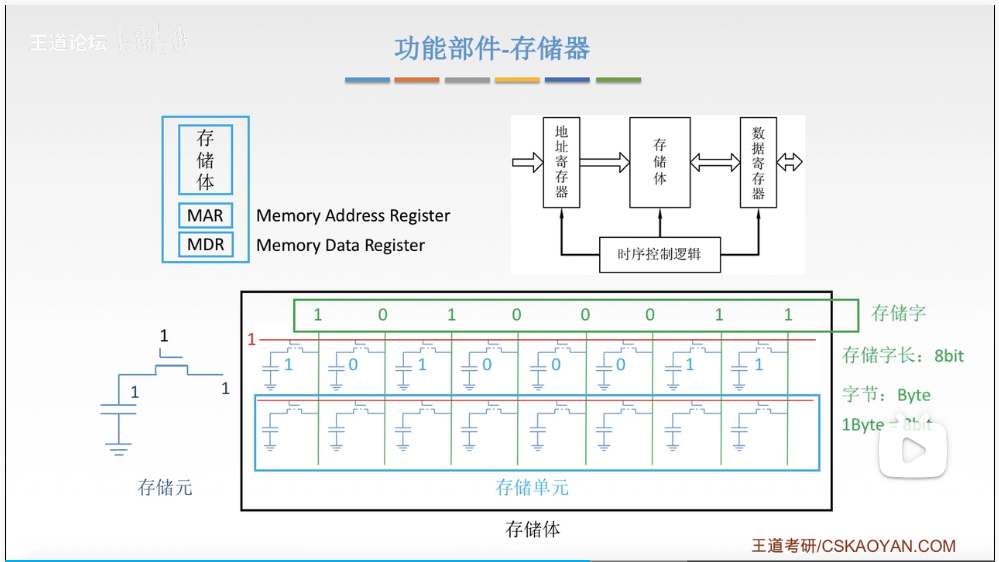 王道论坛
功能部件-存储器
存
储
体
MAR Memory Address Register
MDR Memory Data Register
地址寄存器
存储体
数据寄存器
时序控制逻辑
1 0 1 0 0 0 1 1 存储字
1
1 0 1 0 0 0 1 1
存储字长：8bit
字节：Byte
1Byte = 8bit
1
1
1
存储元
存储单元
存储体
王道考研/CSKAOYAN.COM